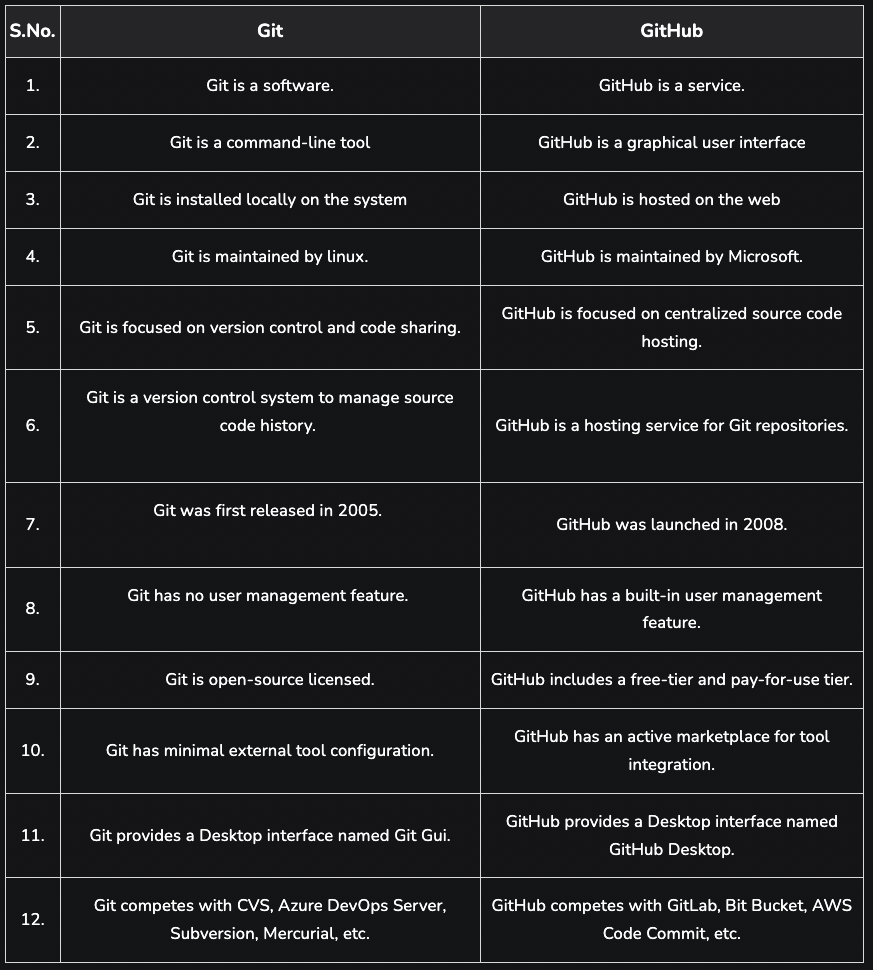 S.No. Git GitHub
1. Git is a software. GitHub is a service.
2. Git is a command-line tool GitHub is a graphical user interface
3. Git is installed locally on the system GitHub is hosted on the web
4. Git is maintained by linux. GitHub is maintained by Microsoft.
5. Git is focused on version control and code sharing. GitHub is focused on centralized source code
hosting.
6. Git is a version control system to manage source
code history. GitHub is a hosting service for Git repositories.
7. Git was first released in 2005. GitHub was launched in 2008.
8. Git has no user management feature. GitHub has a built-in user management
feature.
9. Git is open-source licensed. GitHub includes a free-tier and pay-for-use tier.
10. Git has minimal external tool configuration. GitHub has an active marketplace for tool
integration.
11. Git provides a Desktop interface named Git Gui. GitHub provides a Desktop interface named
GitHub Desktop.
12. Git competes with CVS, Azure DevOps Server,
Subversion, Mercurial, etc. GitHub competes with GitLab, Bit Bucket, AWS
Code Commit, etc.